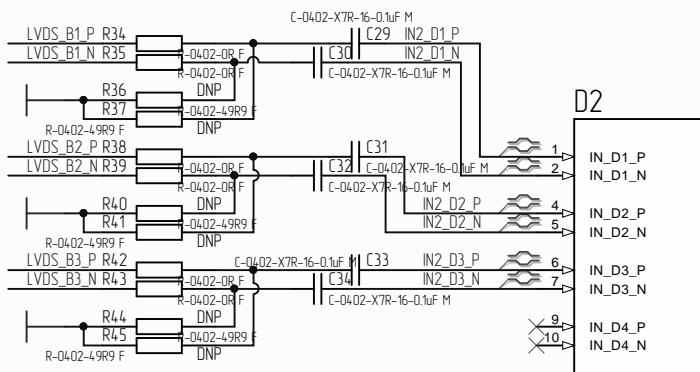 C-0402-X7R-16-0.1uF M
LVDS_B1_P R34 C29 IN2_D1_P
LVDS_B1_N R35 R-0402-0R F C30 IN2_D1_N
R-0402-0R F C-0402-X7R-16-0.1uF M
R36 DNP
R37 R-0402-49R9 F
R-0402-49R9 F DNP
D2
LVDS_B2_P R38 C31 1 IN_D1_P
LVDS_B2_N R39 R-0402-0R F C32 C-0402-X7R-16-0.1uF M 2 IN_D1_N
R-0402-0R F C-0402-X7R-16-0.1uF M
R40 DNP IN2_D2_P 4 IN_D2_P
R41 R-0402-49R9 F IN2_D2_N 5 IN_D2_N
R-0402-49R9 F DNP
LVDS_B3_P R42 C-0402-X7R-16-0.1uF M C33 IN2_D3_P 6 IN_D3_P
LVDS_B3_N R43 R-0402-0R F C34 IN2_D3_N 7 IN_D3_N
R-0402-0R F C-0402-X7R-16-0.1uF M
R44 DNP 9 IN_D4_P
R45 R-0402-49R9 F 10 IN_D4_N
R-0402-49R9 F DNP